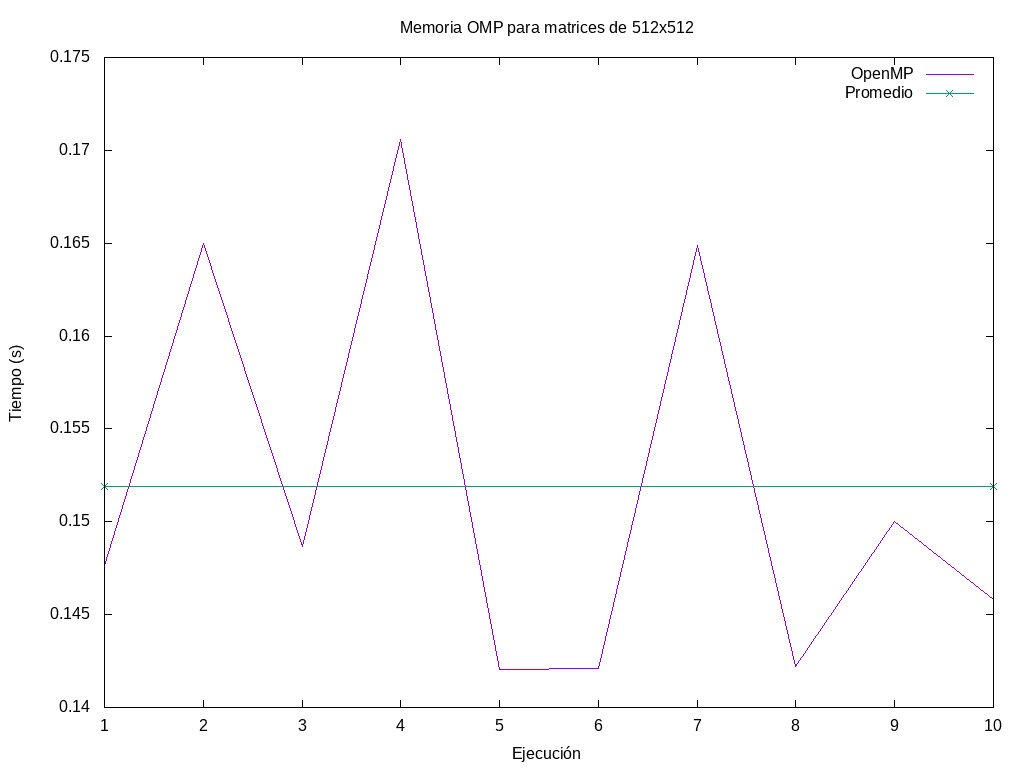 Memoria OMP para matrices de 512x512
OpenMP
Promedio
0.175
0.17
0.165
0.16
0.155
0.15
0.145
0.14
Tiempo (s)
1 2 3 4 5 6 7 8 9 10
Ejecución